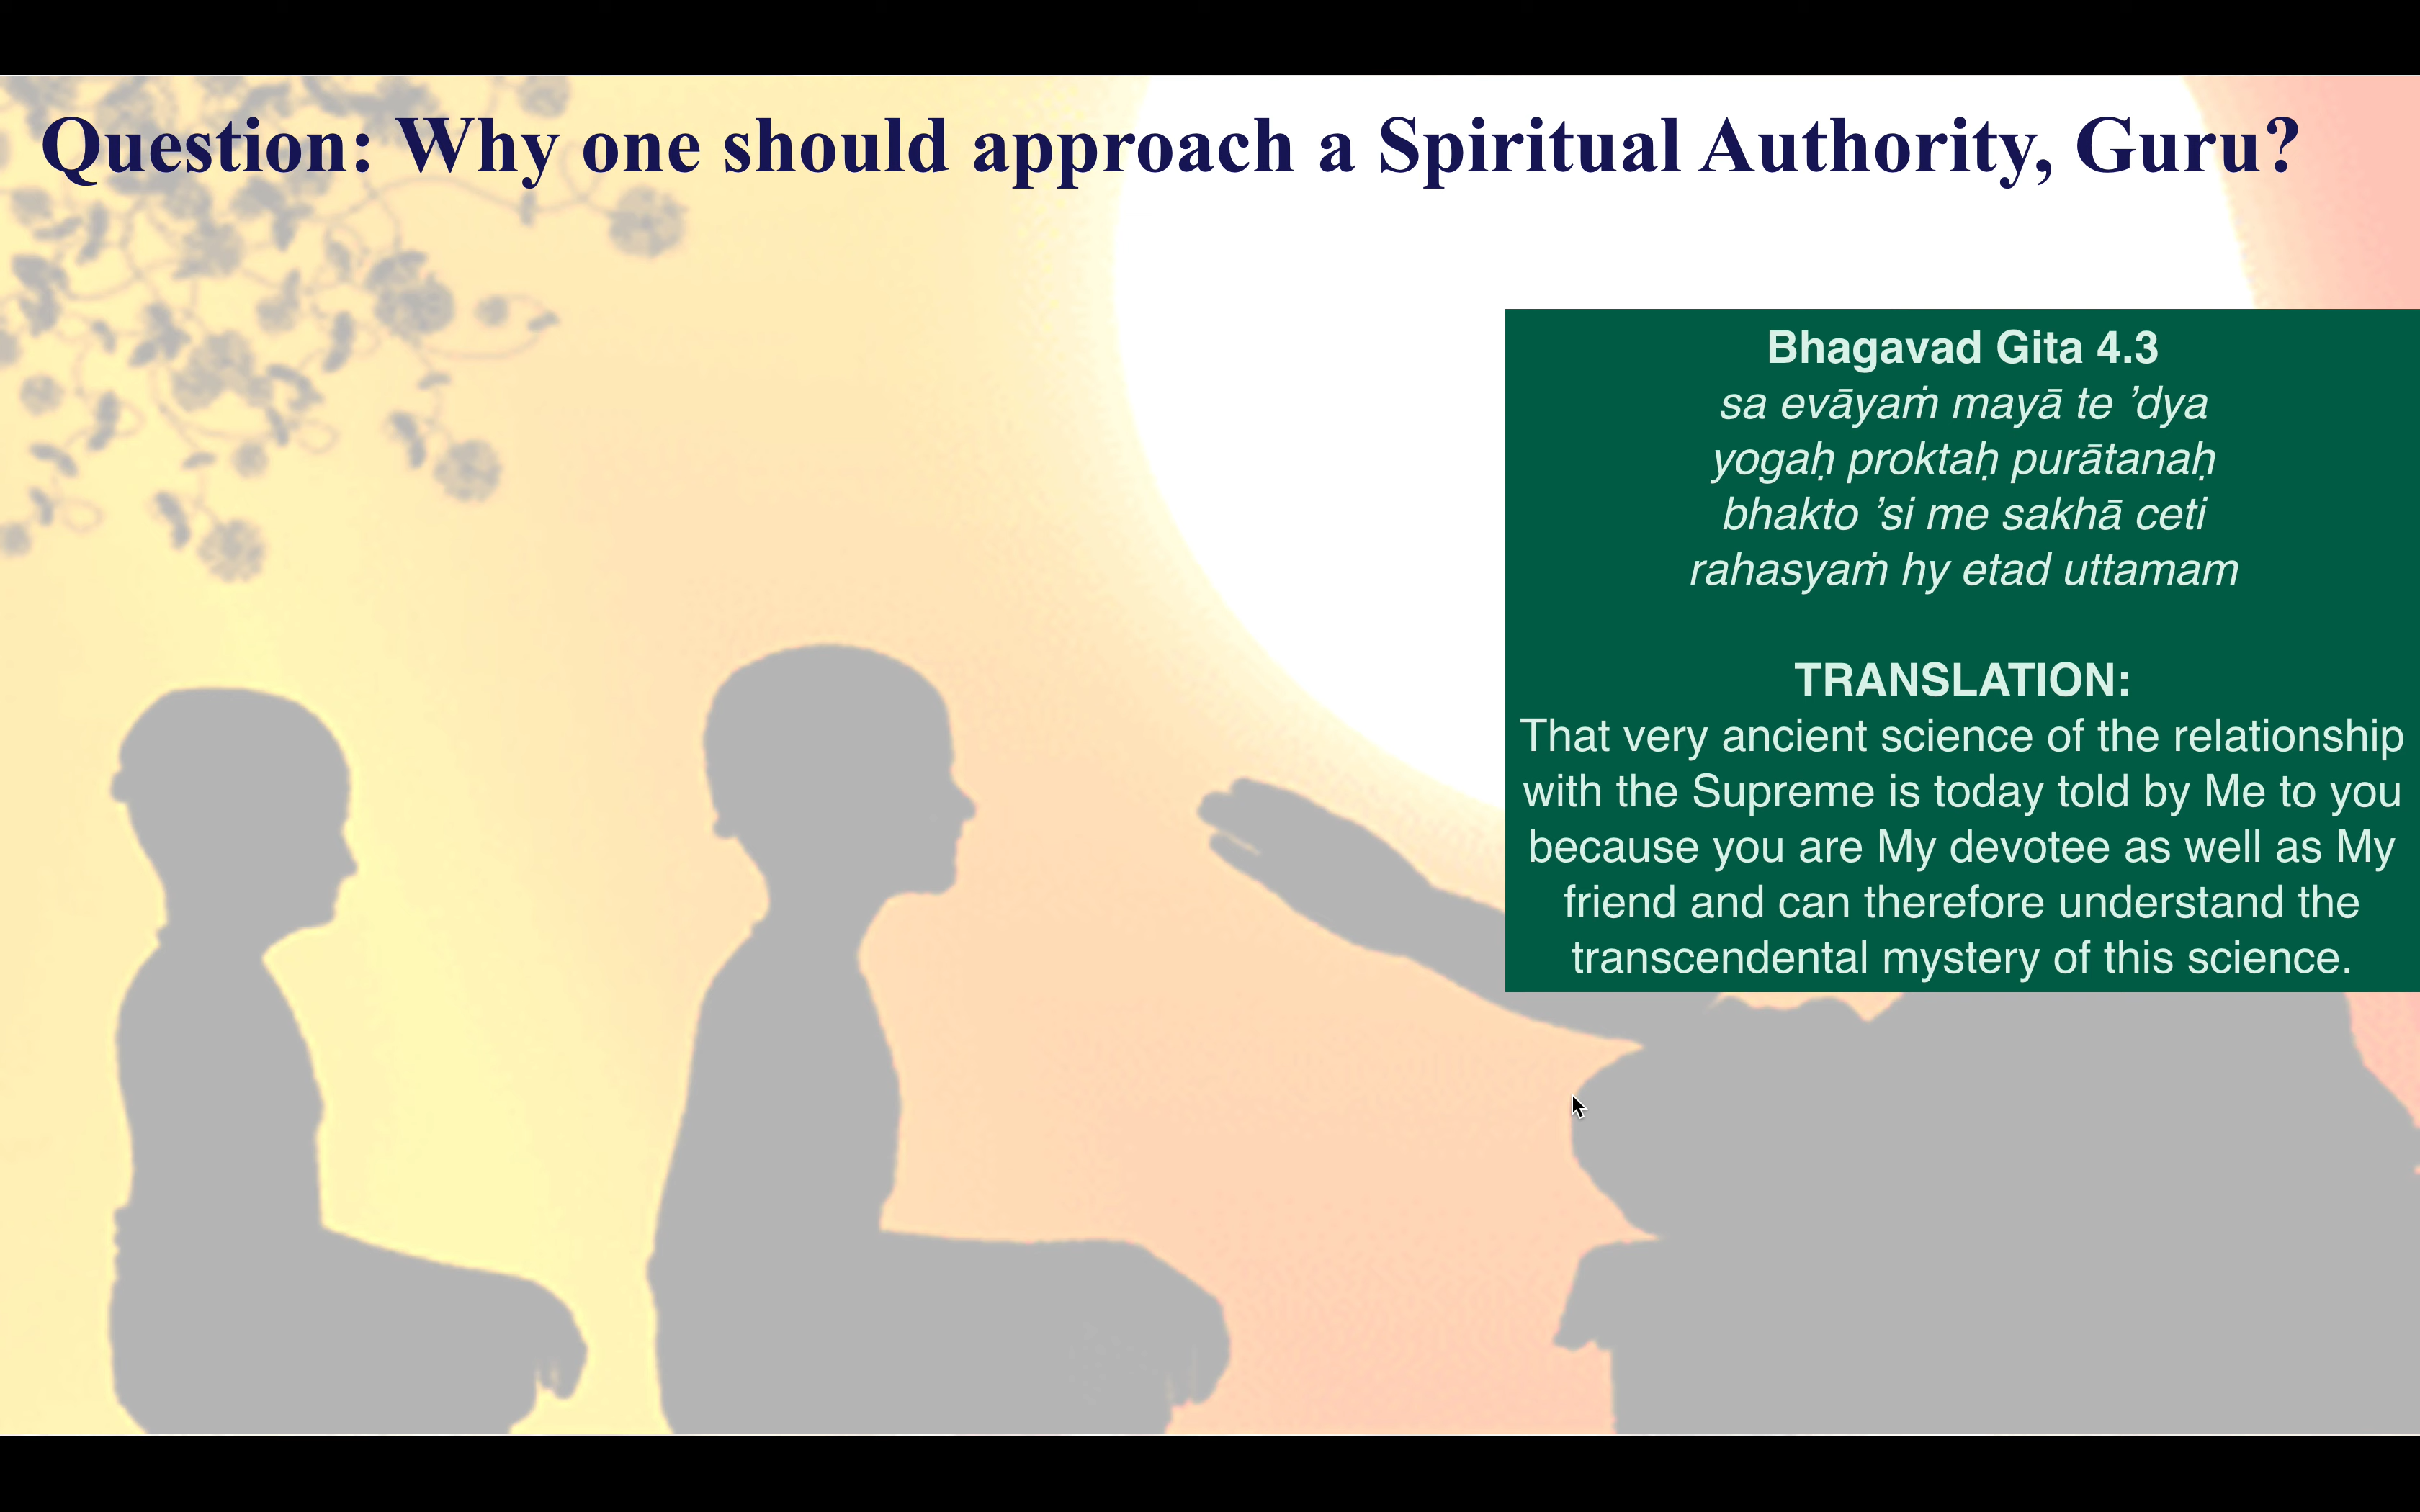 Question: Why one should approach a Spiritual Authority, Guru?
Bhagavad Gita 4.3
sa evāyaṁ mayā te ’dya
yogaḥ proktaḥ purātanaḥ
bhakto ’si me sakhā ceti
rahasyaṁ hy etad uttamam
TRANSLATION:
That very ancient science of the relationship
with the Supreme is today told by Me to you
because you are My devotee as well as My
friend and can therefore understand the
transcendental mystery of this science.